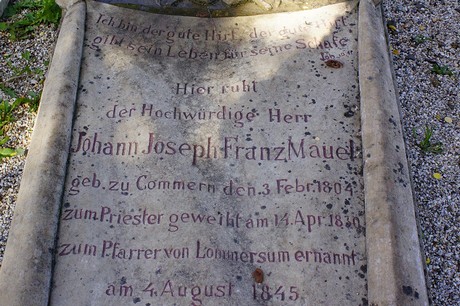 Ich bin der gute Hirt, der gute Hirt
gibt sein Leben für seine Schafe.
Hier ruht
der Hochwürdige Herr
Johann Joseph Franz Mauel
geb. zu Commern den 3 Febr. 1804
zum Priester geweiht am 14. Apr.
zum Pfarrer von Lommersum ernannt
am 4. August 1845